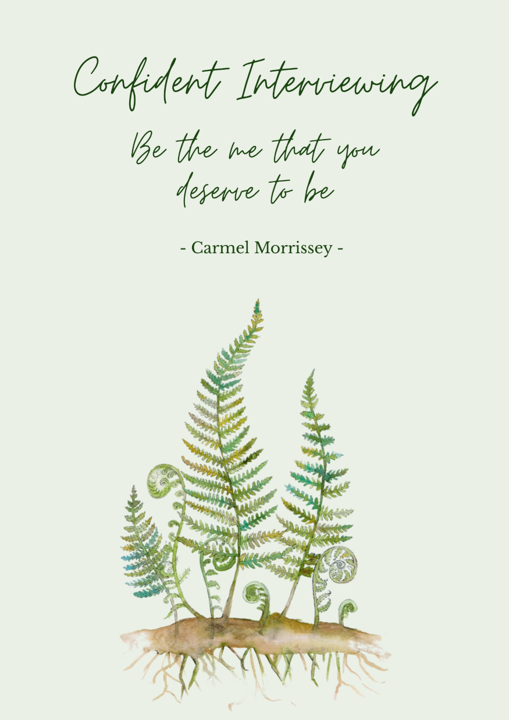 Confident Interviewing
Be the me that you
deserve to be
- Carmel Morrissey -